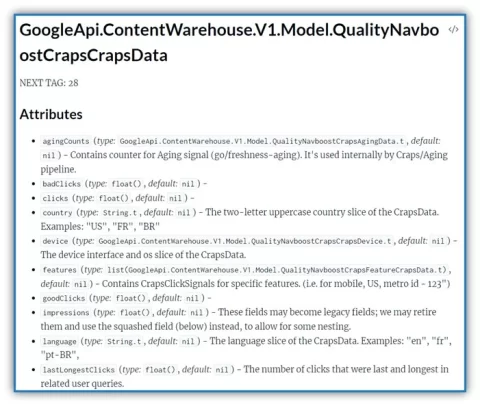 GoogleApi.ContentWarehouse.V1.Model.QualityNavbo </>
ostCrapsCrapsData
NEXT TAG: 28
Attributes
• agingCounts (type: GoogleApi.ContentWarehouse.V1.Model.QualityNavboostCrapsAgingData.t, default:
nil) - Contains counter for Aging signal (go/freshness-aging). It's used internally by Craps/Aging
pipeline.
• badClicks (type: float(), default: nil) -
• clicks (type: float(), default: nil) -
• country (type: String.t, default: nil) - The two-letter uppercase country slice of the CrapsData.
Examples: "US", "FR", "BR"
• device (type: GoogleApi.ContentWarehouse.V1.Model.QualityNavboostCrapsCrapsDevice.t, default: nil) -
The device interface and os slice of the CrapsData.
• features (type: list(GoogleApi.ContentWarehouse.V1.Model.QualityNavboostCrapsFeatureCrapsData.t),
default: nil) - Contains CrapsClickSignals for specific features. (i.e. for mobile, US, metro id - 123")
• goodClicks (type: float(), default: nil) -
• impressions (type: float(), default: nil) - These fields may become legacy fields; we may retire
them and use the squashed field (below) instead, to allow for some nesting.
• language (type: String.t, default: nil) - The language slice of the CrapsData. Examples: "en", "fr",
"pt-BR",
• lastLongestClicks (type: float(), default: nil) - The number of clicks that were last and longest in
related user queries.